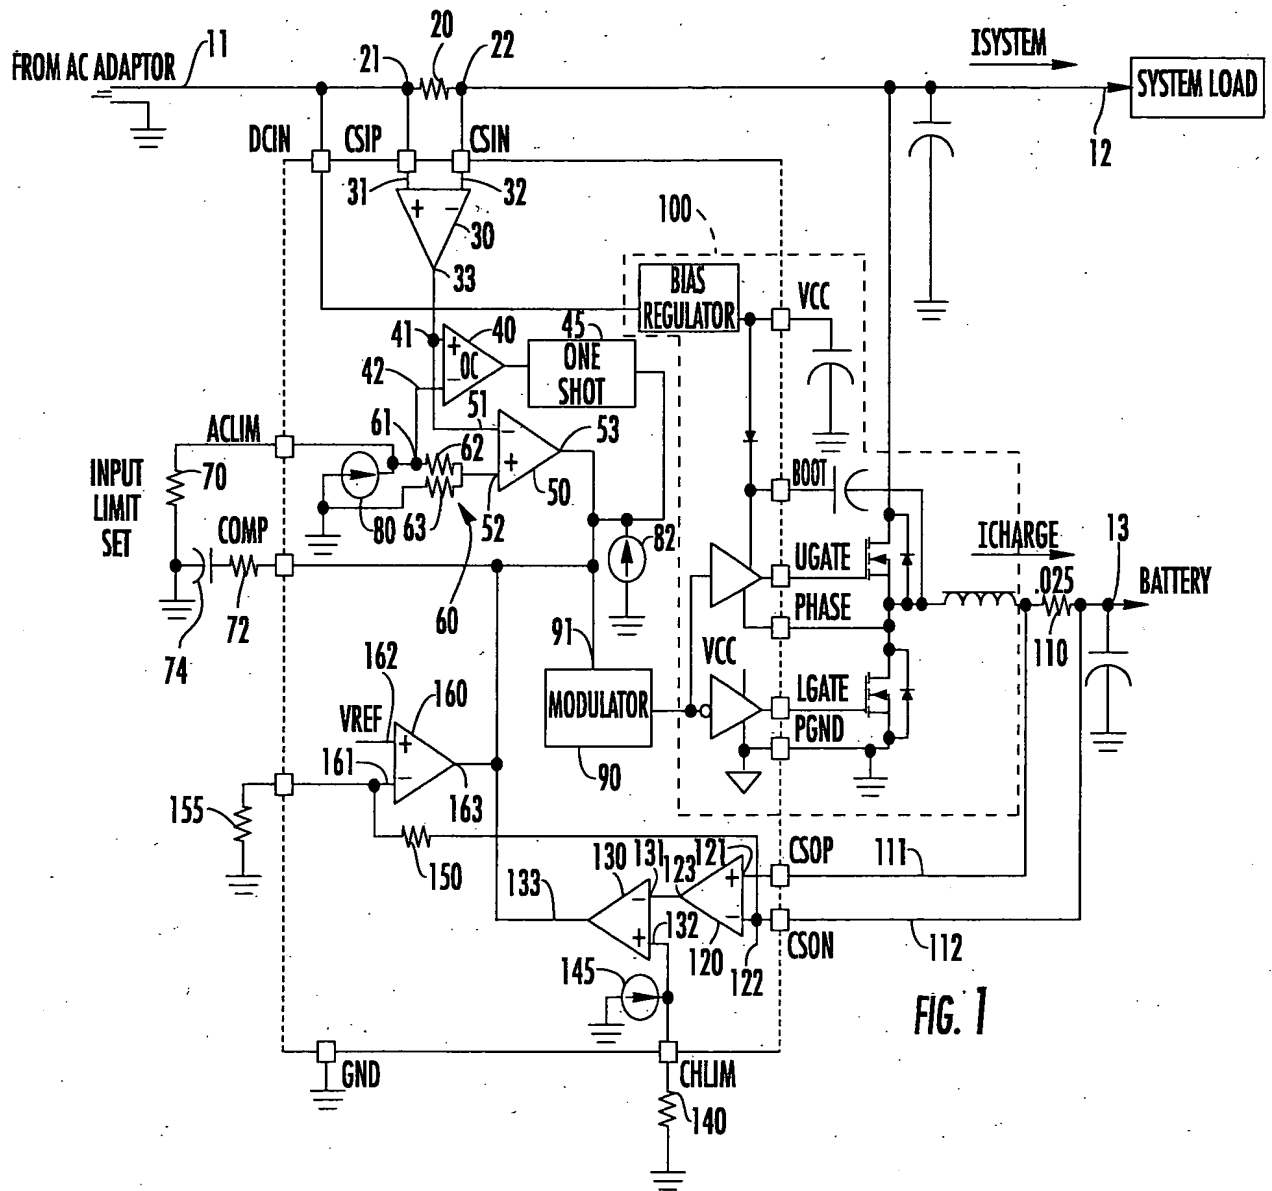 11
20
21
22
ISYSTEM
FROM AC ADAPTOR
SYSTEM LOAD
12
DCIN
CSIP
CSIN
31
32
+
−
30
33
100
BIAS
REGULATOR
VCC
41
40
45
+
OC
−
ONE
SHOT
42
51
53
ACLIM
61
62
−
+
50
52
INPUT
LIMIT
SET
70
80
63
60
82
BOOT
COMP
UGATE
ICHARGE
13
.025
BATTERY
110
PHASE
74
72
91
VCC
MODULATOR
LGATE
PGND
90
162
160
VREF
+
−
161
163
155
150
130
131
123
121
CSOP
111
133
−
+
132
+
−
120
122
CSON
112
145
FIG. 1
GND
CHLIM
140